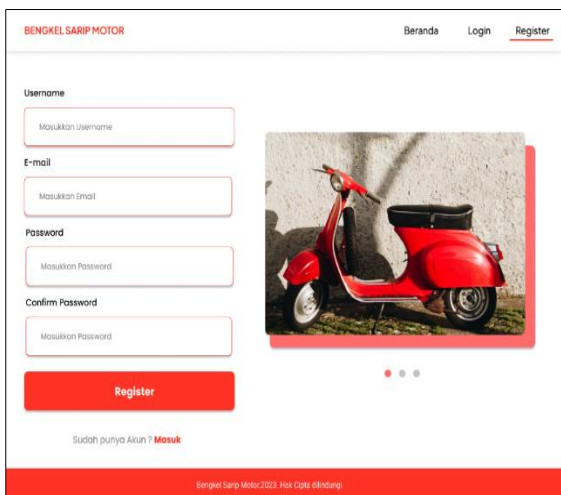 BENGKEL SARIP MOTOR
Beranda Login Register
Username
Masukkan Username
E-mail
Masukkan Email
Password
Masukkan Password
Confirm Password
Masukkan Password
Register
Sudah punya Akun ? Masuk
Bengkel Sarip Motor.2023. Hak Cipta dilindungi